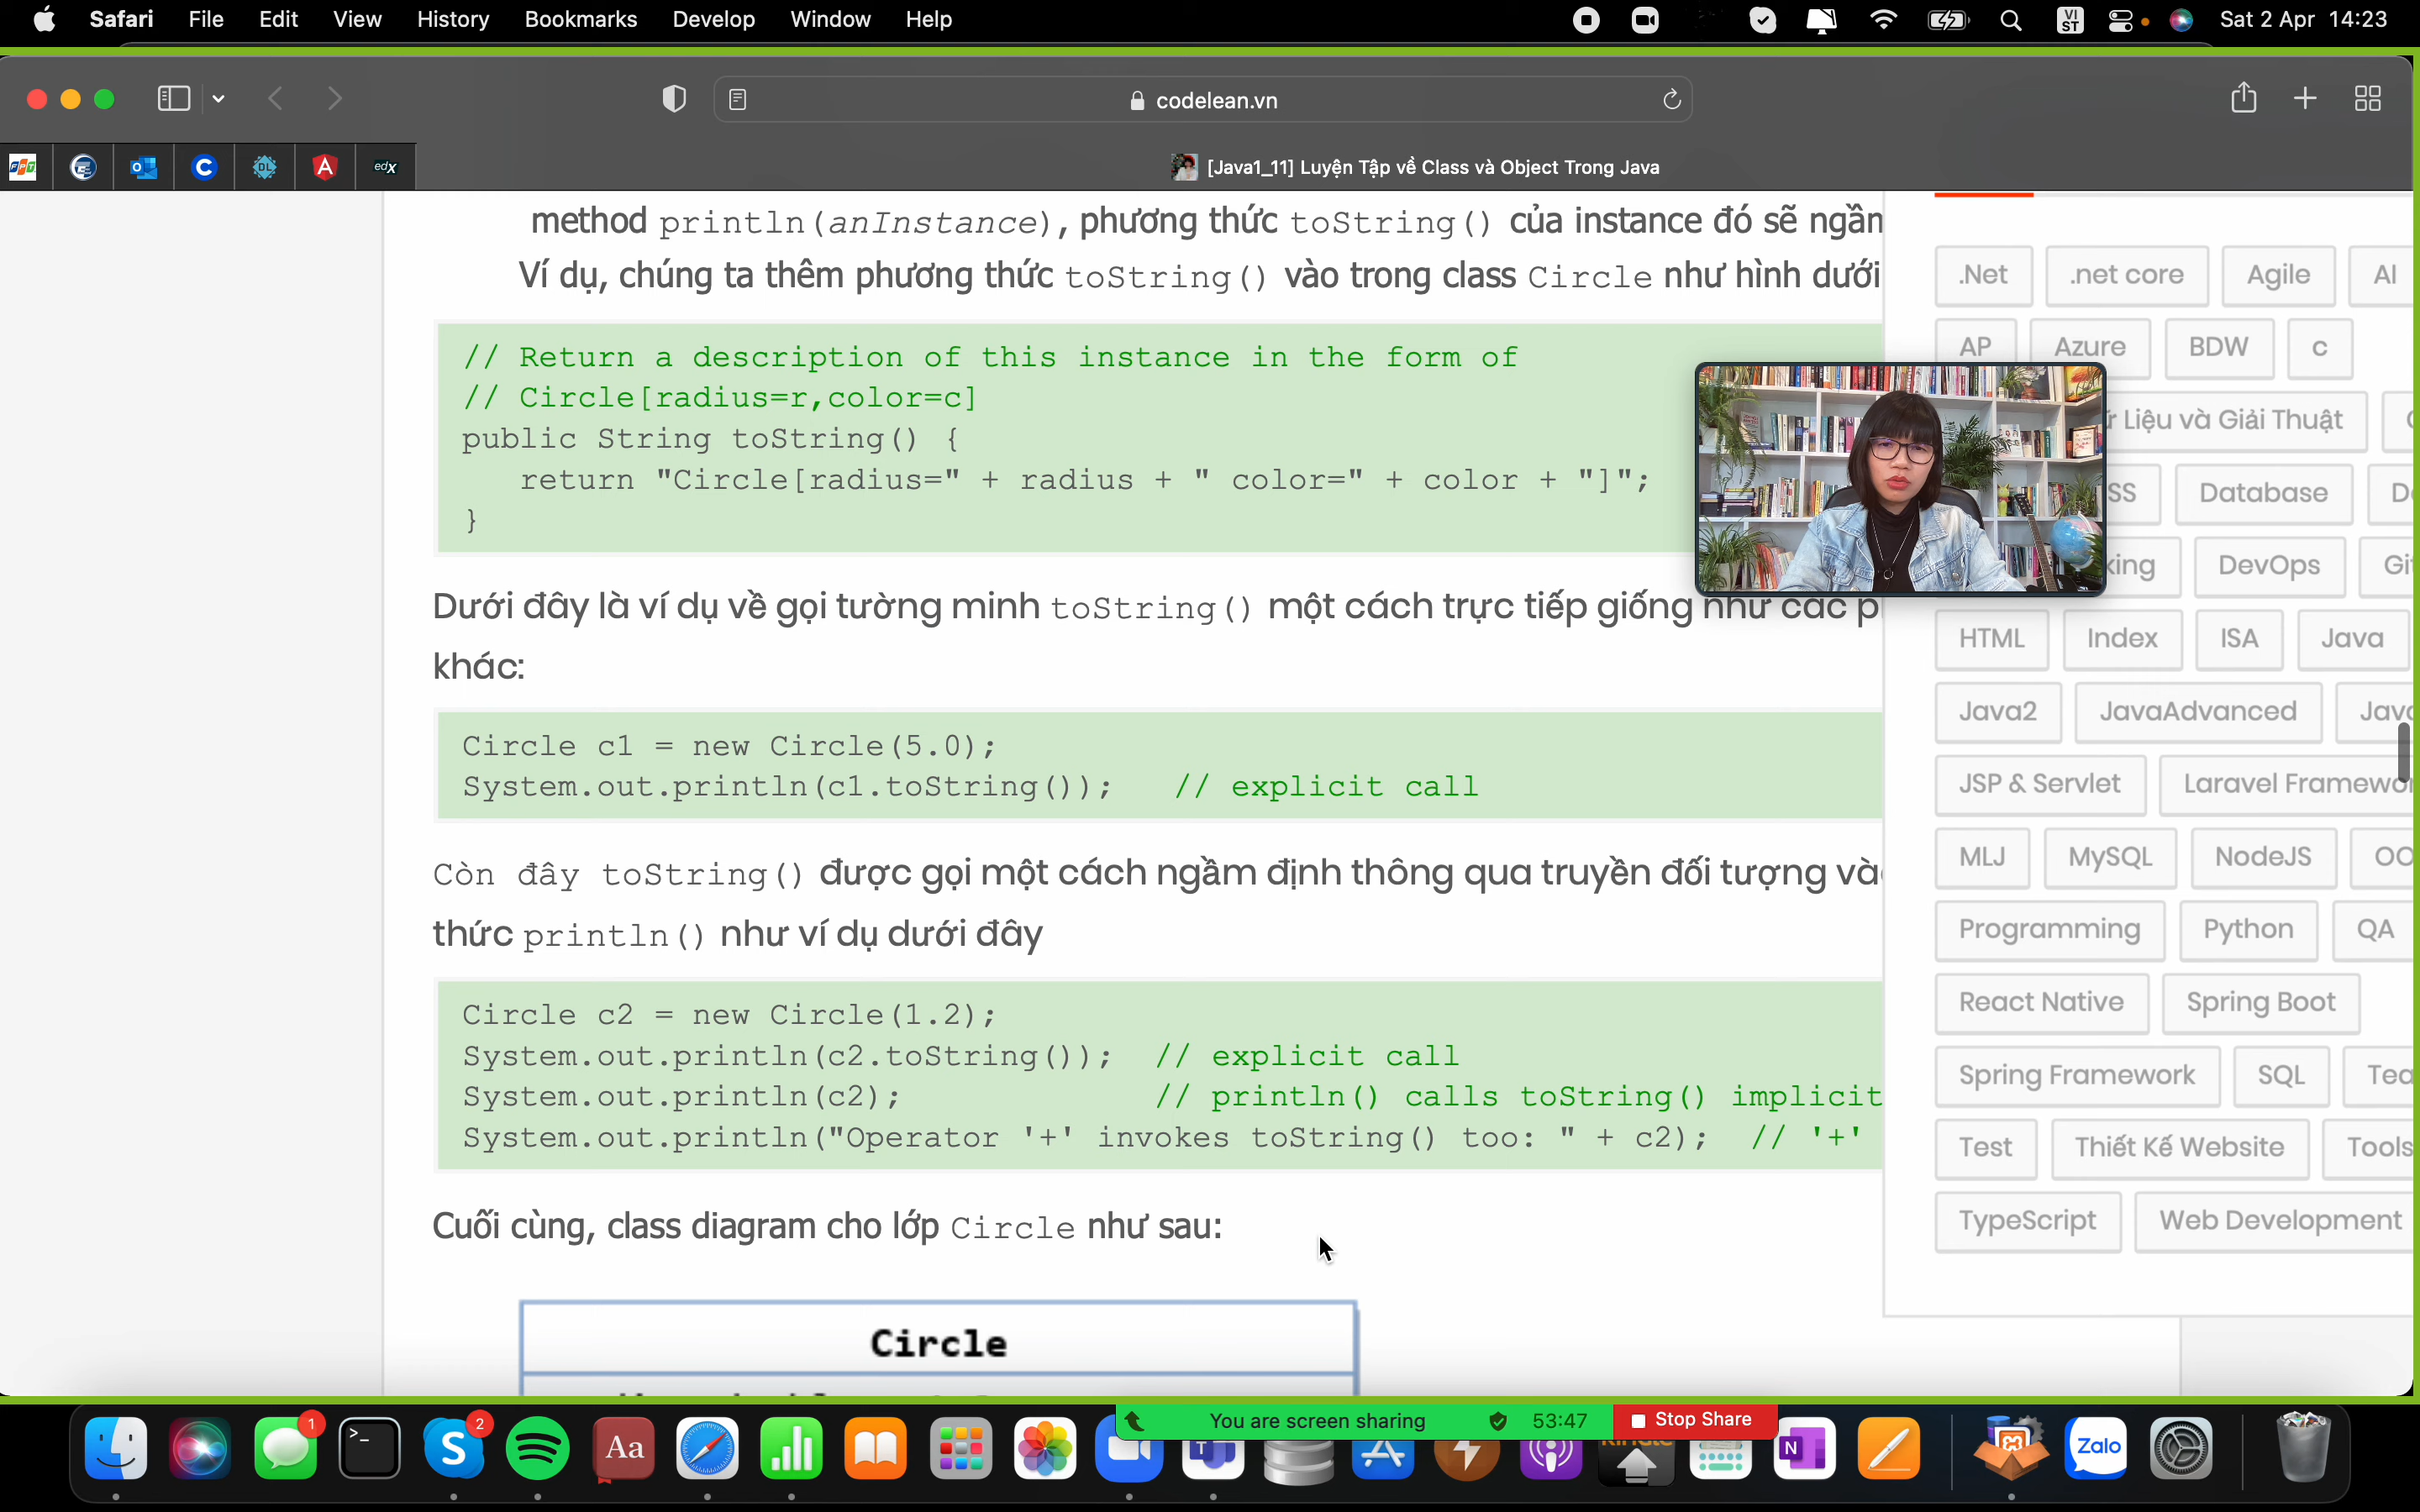 Safari File Edit View History Bookmarks Develop Window Help
VI ST
Sat 2 Apr 14:23
codelean.vn
[Java1_11] Luyện Tập về Class và Object Trong Java
method println(anInstance), phương thức toString() của instance đó sẽ ngầm
Ví dụ, chúng ta thêm phương thức toString() vào trong class Circle như hình dưới
// Return a description of this instance in the form of
// Circle[radius=r,color=c]
public String toString() {
return "Circle[radius=" + radius + " color=" + color + "]";
}
Dưới đây là ví dụ về gọi tường minh toString() một cách trực tiếp giống như các
khác:
Circle c1 = new Circle(5.0);
System.out.println(c1.toString()); // explicit call
Còn đây toString() được gọi một cách ngầm định thông qua truyền đối tượng
thức println() như ví dụ dưới đây
Circle c2 = new Circle(1.2);
System.out.println(c2.toString()); // explicit call
System.out.println(c2); // println() calls toString() implicit
System.out.println("Operator '+' invokes toString() too: " + c2); // '+'
Cuối cùng, class diagram cho lớp Circle như sau:
Circle
.Net .net core Agile AI
AP Azure BDW c
Liệu và Giải Thuật
SS Database
king DevOps
HTML Index ISA Java
Java2 JavaAdvanced
JSP & Servlet Laravel
MLJ MySQL NodeJS
Programming Python QA
React Native Spring Boot
Spring Framework SQL
Test Thiết Kế Website Tools
TypeScript Web Development
FPT
edX
You are screen sharing 53:47 Stop Share
1
2
Aa
Zalo